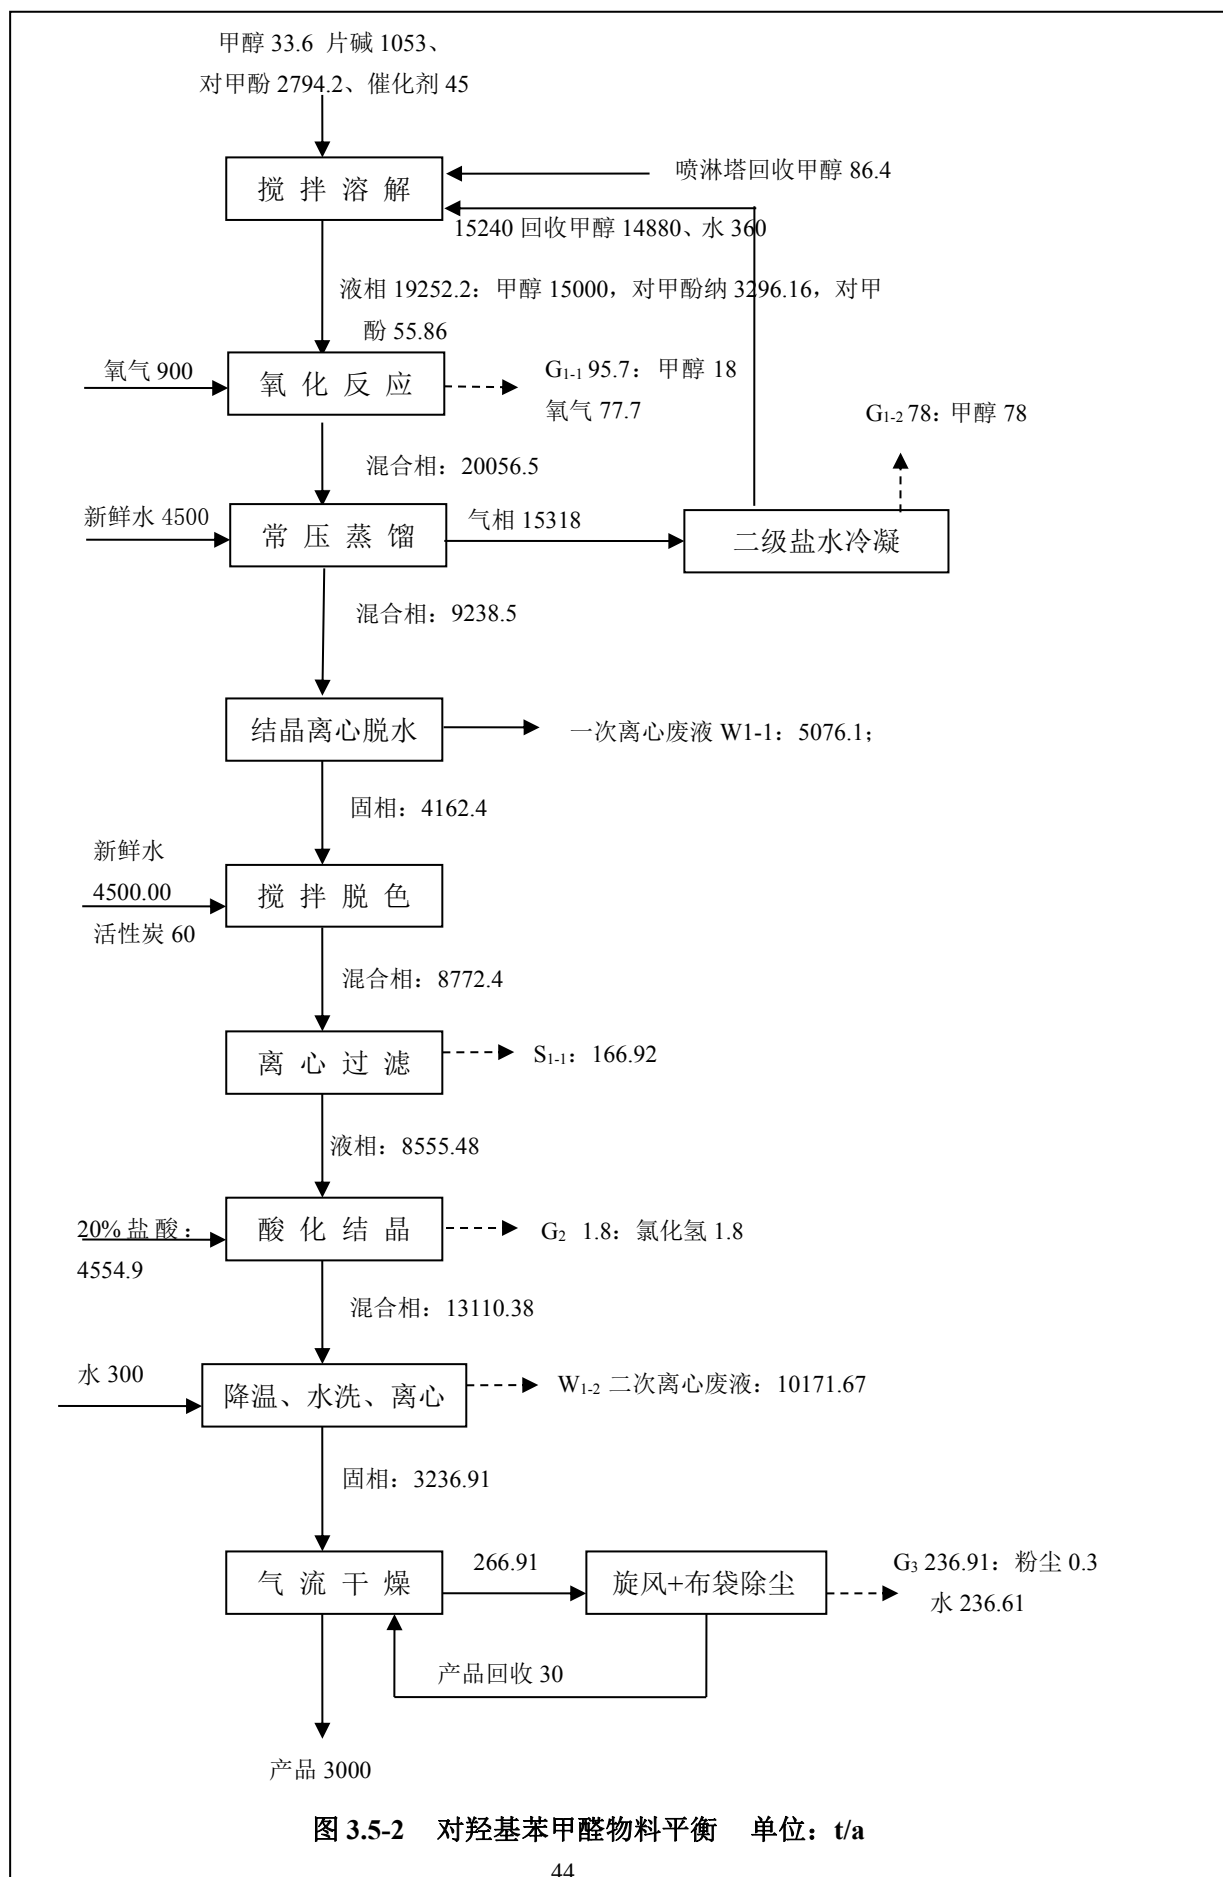 甲醇 33.6 片碱 1053、
对甲酚 2794.2、催化剂 45
搅拌溶解
喷淋塔回收甲醇 86.4
15240 回收甲醇 14880、水 360
液相 19252.2：甲醇 15000，对甲酚纳 3296.16，对甲
酚 55.86
氧气 900
氧化反应
G1-1 95.7：甲醇 18
氧气 77.7
G1-2 78：甲醇 78
混合相：20056.5
新鲜水 4500
常压蒸馏
气相 15318
二级盐水冷凝
混合相：9238.5
结晶离心脱水
一次离心废液 W1-1：5076.1；
固相：4162.4
新鲜水
4500.00
活性炭 60
搅拌脱色
混合相：8772.4
离心过滤
S1-1：166.92
液相：8555.48
20%盐酸：
4554.9
酸化结晶
G2 1.8：氯化氢 1.8
混合相：13110.38
水 300
降温、水洗、离心
W1-2 二次离心废液：10171.67
固相：3236.91
气流干燥
266.91
旋风+布袋除尘
G3 236.91：粉尘 0.3
水 236.61
产品回收 30
产品 3000
图 3.5-2 对羟基苯甲醛物料平衡 单位：t/a
44